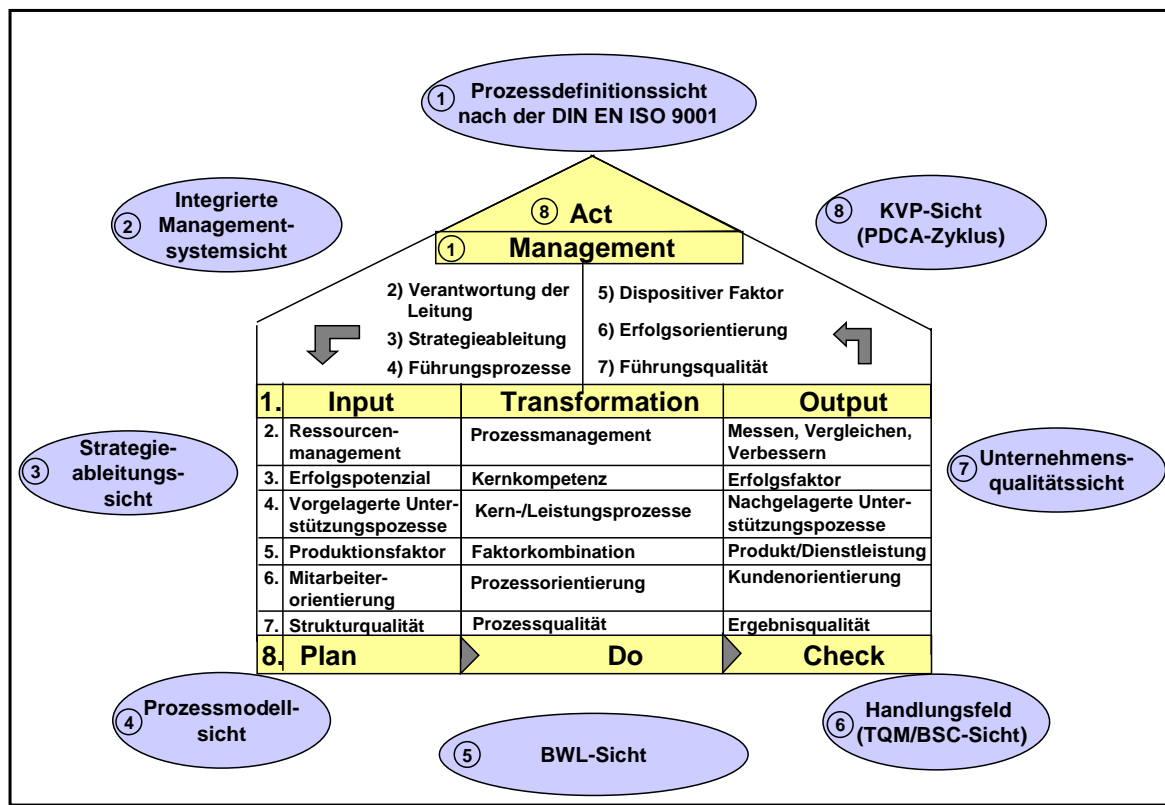 1 Prozessdefinitionssicht
nach der DIN EN ISO 9001
Integrierte
2 Management-
systemsicht
8 KVP-Sicht
(PDCA-Zyklus)
8 Act
1 Management
2) Verantwortung der
Leitung
3) Strategieableitung
4) Führungsprozesse
5) Dispositiver Faktor
6) Erfolgsorientierung
7) Führungsqualität
Strategie-
3 ableitungs-
sicht
1. Input Transformation Output
2. Ressourcen-
management
Prozessmanagement
Messen, Vergleichen,
Verbessern
3. Erfolgspotenzial Kernkompetenz Erfolgsfaktor
4. Vorgelagerte Unter-
stützungspozesse
Kern-/Leistungsprozesse
Nachgelagerte Unter-
stützungspozesse
5. Produktionsfaktor Faktorkombination Produkt/Dienstleistung
6. Mitarbeiter-
orientierung
Prozessorientierung
Kundenorientierung
7. Strukturqualität Prozessqualität Ergebnisqualität
8. Plan Do Check
Unternehmens-
7 qualitätssicht
4 Prozessmodell-
sicht
5 BWL-Sicht
Handlungsfeld
6 (TQM/BSC-Sicht)